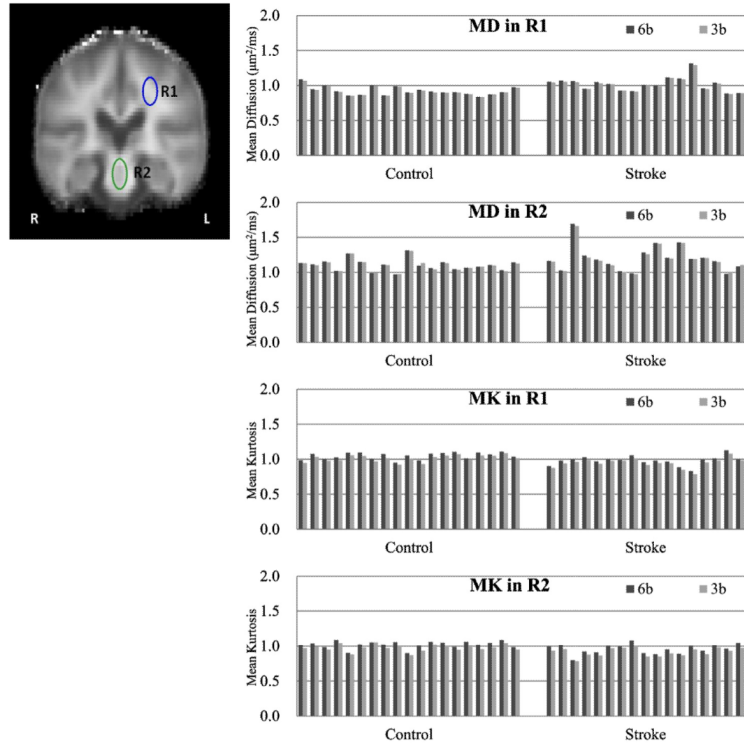 R1
R2
R
L
MD in R1
6b
3b
Mean Diffusion (μm²/ms)
2.0
1.5
1.0
0.5
0.0
Control
Stroke
MD in R2
6b
3b
Mean Diffusion (μm²/ms)
2.0
1.5
1.0
0.5
0.0
Control
Stroke
MK in R1
6b
3b
Mean Kurtosis
2.0
1.5
1.0
0.5
0.0
Control
Stroke
MK in R2
6b
3b
Mean Kurtosis
2.0
1.5
1.0
0.5
0.0
Control
Stroke